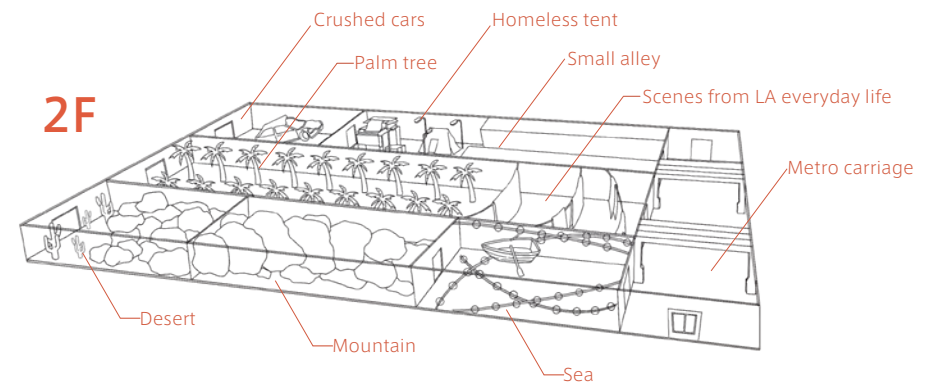 Crushed cars
Homeless tent
Palm tree
Small alley
Scenes from LA everyday life
2F
Metro carriage
Desert
Mountain
Sea